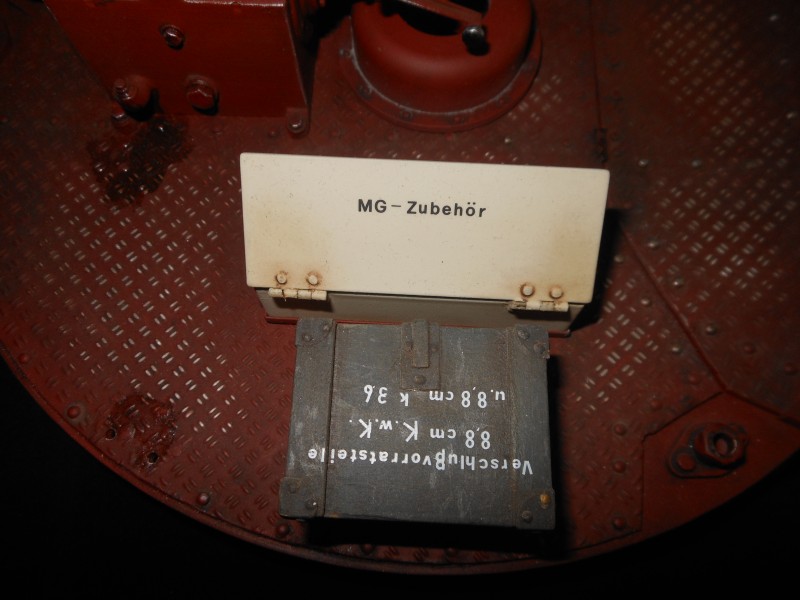 MG-Zubehör
Verschlußvorratsteile
8,8 cm K.w.K.
u. 8,8 cm k 36